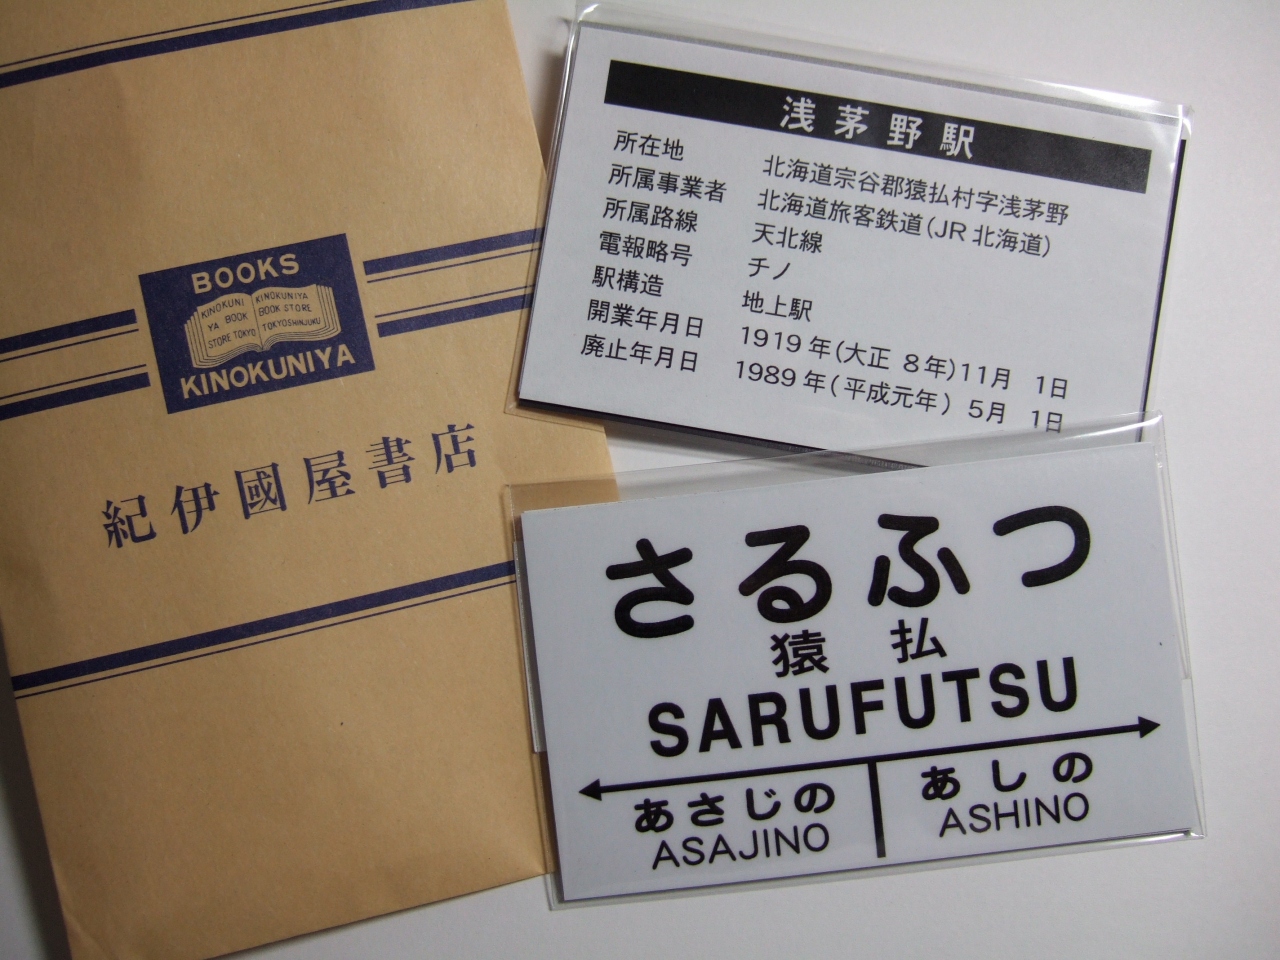 BOOKS
KINOKUNI
YA BOOK
STORE TOKYO
KINOKUNIYA
BOOK STORE
TOKYOSHINJUKU
KINOKUNIYA
紀伊國屋書店
浅茅野駅
所在地 北海道宗谷郡猿払村字浅茅野
所属事業者 北海道旅客鉄道(JR北海道)
所属路線 天北線
電報略号 チノ
駅構造 地上駅
開業年月日 1919年(大正 8年)11月 1日
廃止年月日 1989年(平成元年) 5月 1日
さるふつ
猿払
SARUFUTSU
あさじの あしの
ASAJINO ASHINO